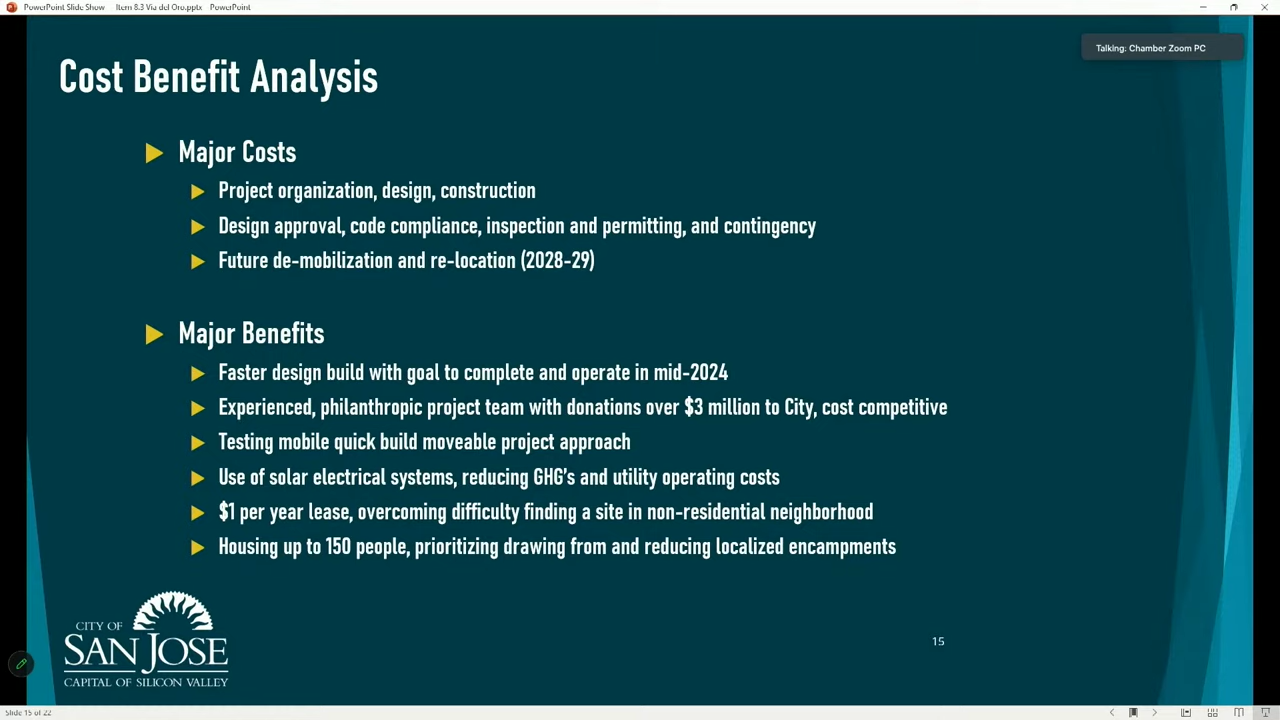 PowerPoint Slide Show - Item 8.3 Via del Oro.pptx - PowerPoint
Talking: Chamber Zoom PC
Cost Benefit Analysis
Major Costs
Project organization, design, construction
Design approval, code compliance, inspection and permitting, and contingency
Future de-mobilization and re-location (2028-29)
Major Benefits
Faster design build with goal to complete and operate in mid-2024
Experienced, philanthropic project team with donations over $3 million to City, cost competitive
Testing mobile quick build moveable project approach
Use of solar electrical systems, reducing GHG's and utility operating costs
$1 per year lease, overcoming difficulty finding a site in non-residential neighborhood
Housing up to 150 people, prioritizing drawing from and reducing localized encampments
CITY OF
SAN JOSE
CAPITAL OF SILICON VALLEY
15
Slide 15 of 22